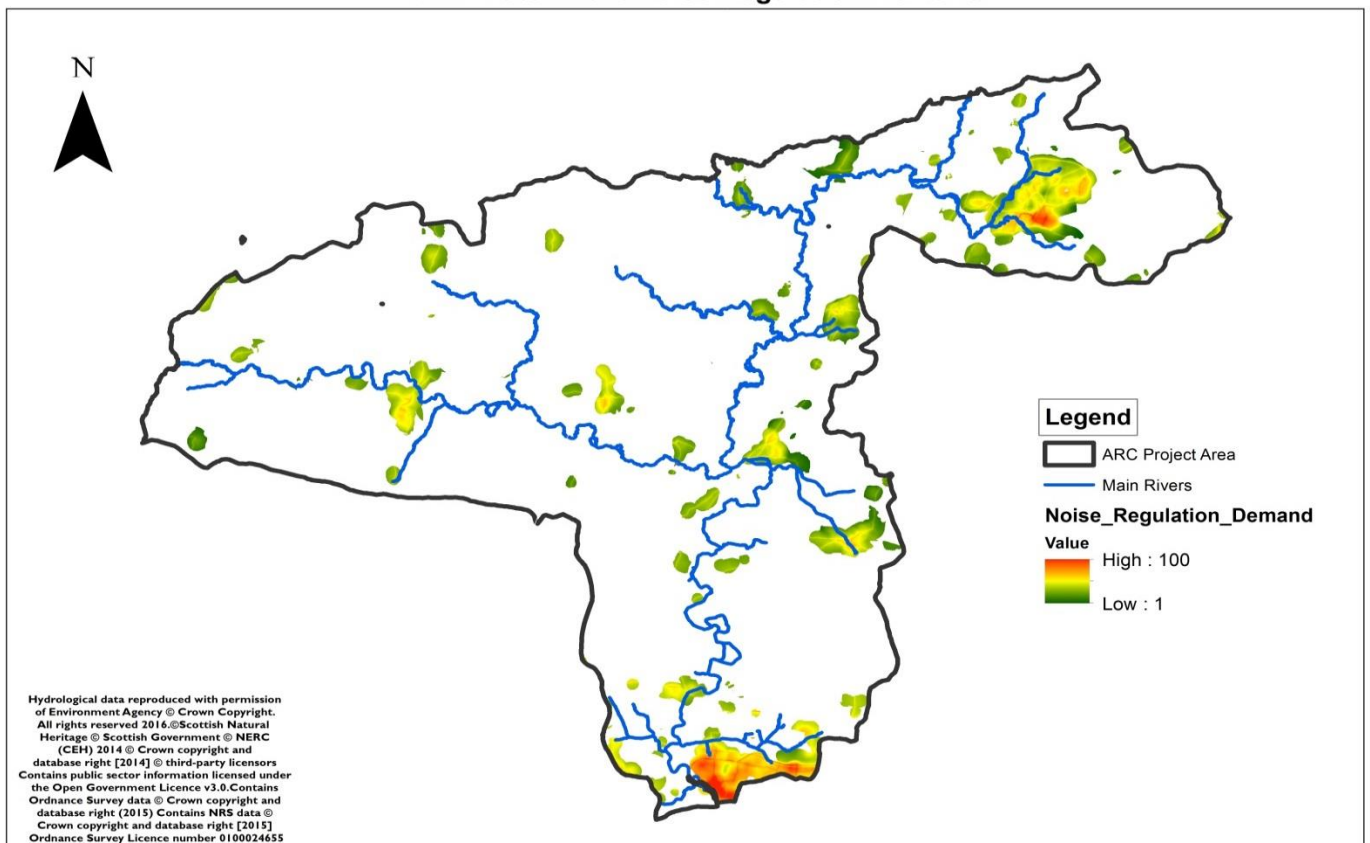 N
Legend
ARC Project Area
Main Rivers
Noise_Regulation_Demand
Value
High : 100
Low : 1
Hydrological data reproduced with permission
of Environment Agency © Crown Copyright.
All rights reserved 2016.©Scottish Natural
Heritage © Scottish Government © NERC
(CEH) 2014 © Crown copyright and
database right [2014] © third-party licensors
Contains public sector information licensed under
the Open Government Licence v3.0.Contains
Ordnance Survey data © Crown copyright and
database right (2015) Contains NRS data ©
Crown copyright and database right [2015]
Ordnance Survey Licence number 0100024655